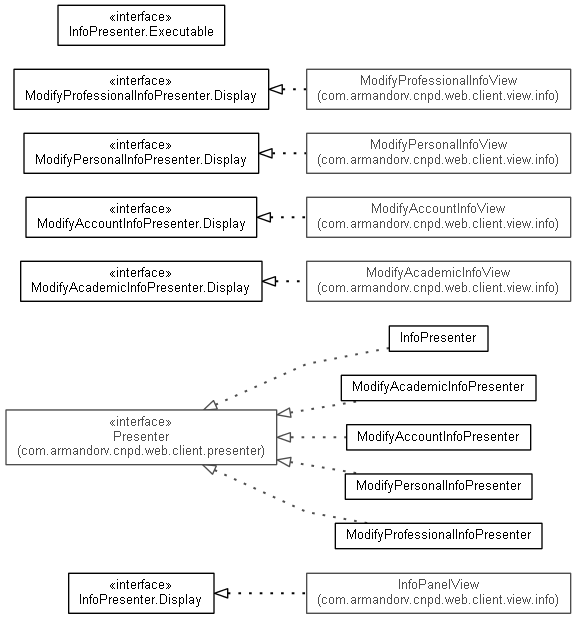 «interface»
InfoPresenter.Executable
«interface»
ModifyProfessionalInfoPresenter.Display
ModifyProfessionalInfoView
(com.armandorv.cnpd.web.client.view.info)
«interface»
ModifyPersonalInfoPresenter.Display
ModifyPersonalInfoView
(com.armandorv.cnpd.web.client.view.info)
«interface»
ModifyAccountInfoPresenter.Display
ModifyAccountInfoView
(com.armandorv.cnpd.web.client.view.info)
«interface»
ModifyAcademicInfoPresenter.Display
ModifyAcademicInfoView
(com.armandorv.cnpd.web.client.view.info)
InfoPresenter
ModifyAcademicInfoPresenter
«interface»
Presenter
(com.armandorv.cnpd.web.client.presenter)
ModifyAccountInfoPresenter
ModifyPersonalInfoPresenter
ModifyProfessionalInfoPresenter
«interface»
InfoPresenter.Display
InfoPanelView
(com.armandorv.cnpd.web.client.view.info)